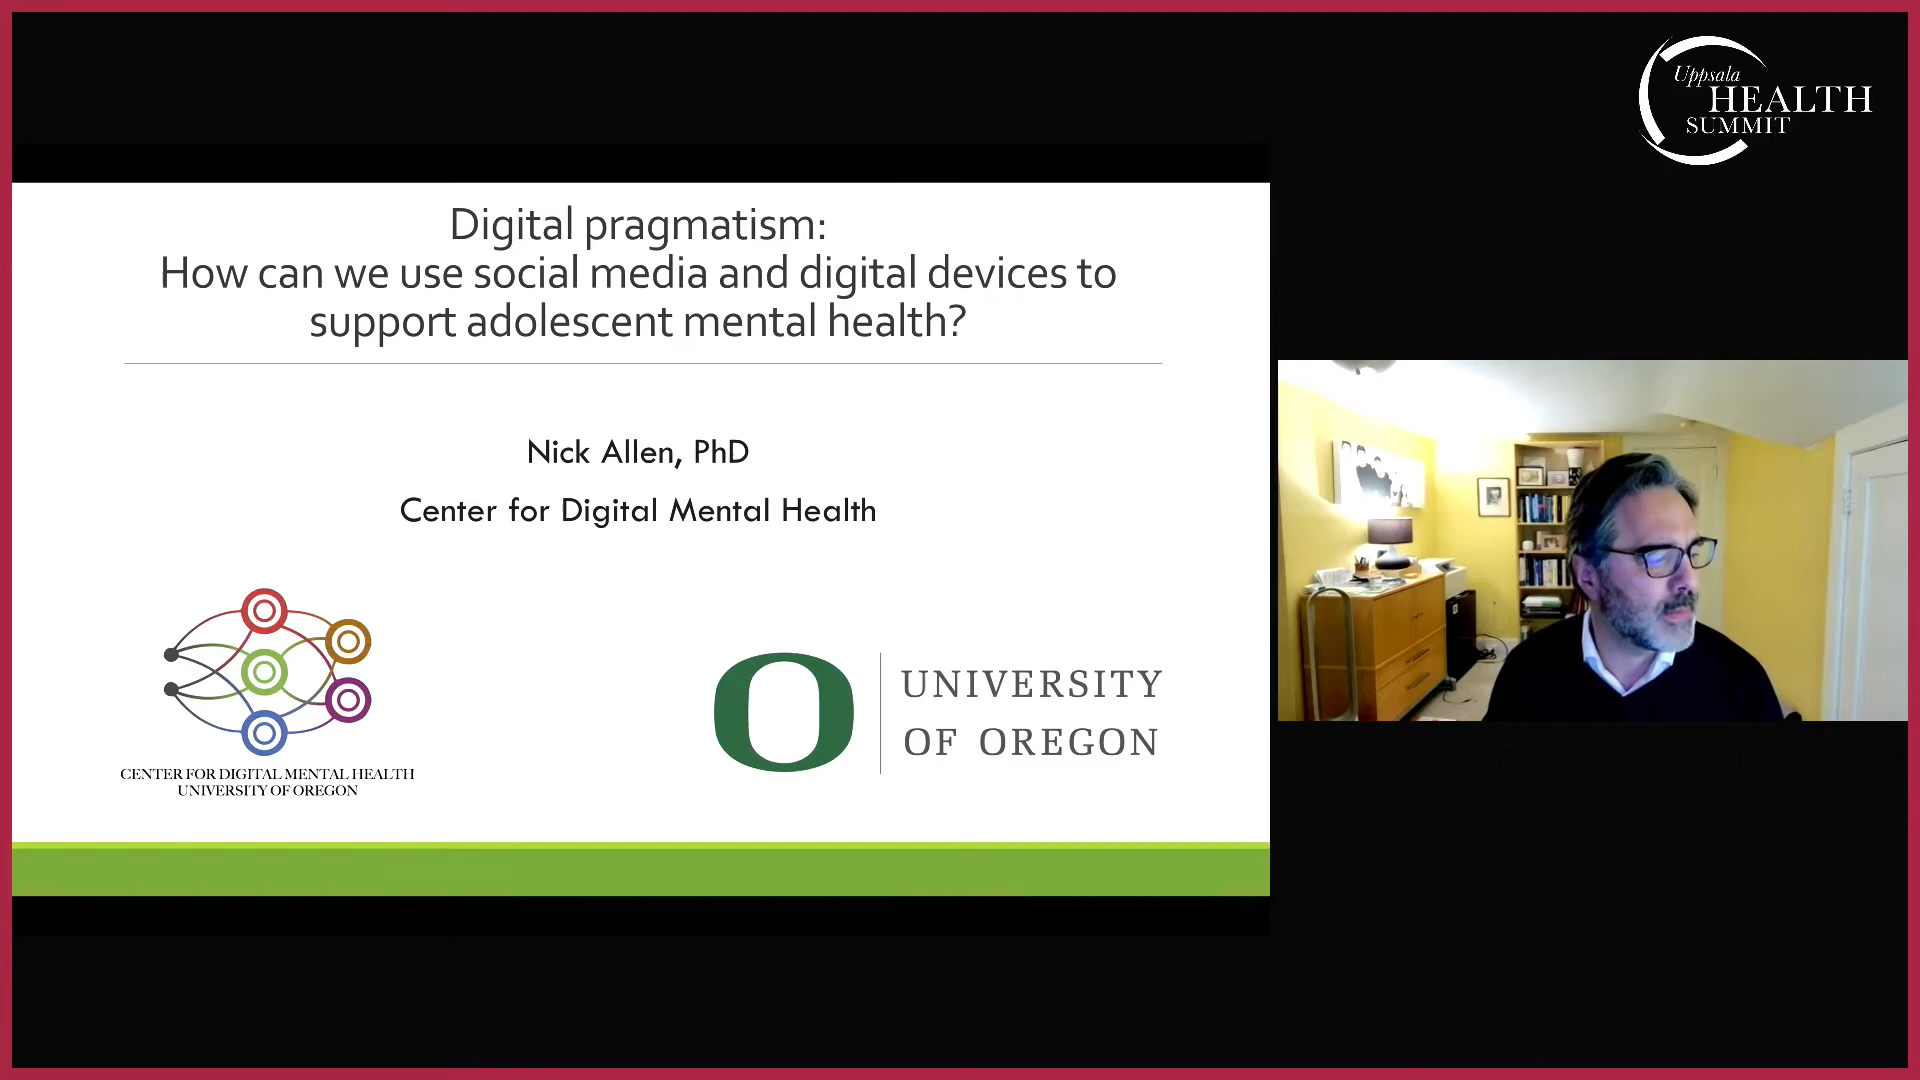 Uppsala
HEALTH
SUMMIT
Digital pragmatism:
How can we use social media and digital devices to
support adolescent mental health?
Nick Allen, PhD
Center for Digital Mental Health
CENTER FOR DIGITAL MENTAL HEALTH
UNIVERSITY OF OREGON
O
UNIVERSITY
OF OREGON